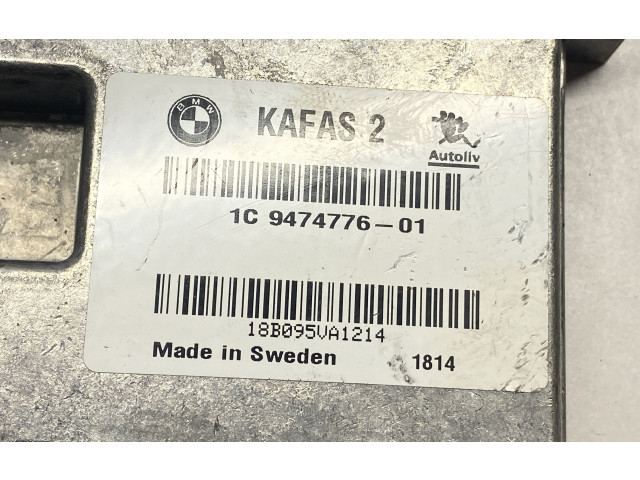 BMW
KAFAS 2
Autoliv
1C 9474776-01
18B095VA1214
Made in Sweden 1814